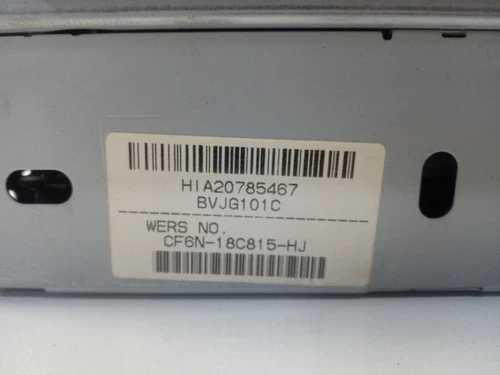 HIA20785467
BVJG101C
WERS NO.
CF6N-18C815-HJ